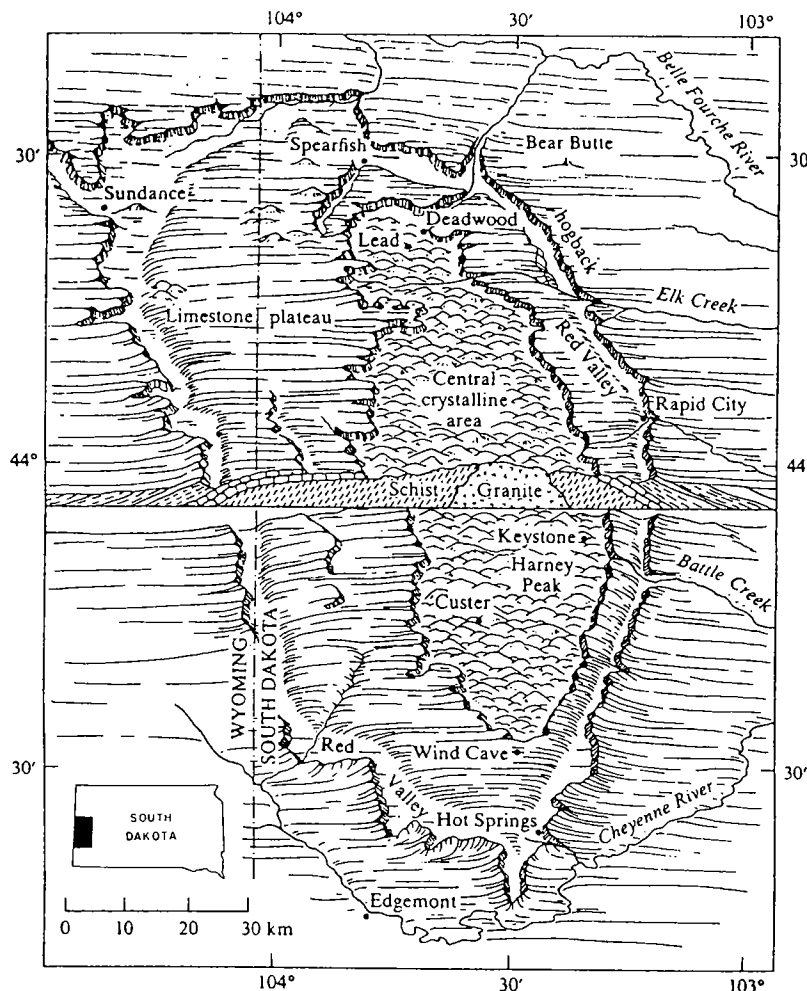 104°
30′
103°
Belle Fourche River
30′
Spearfish
Bear Butte
30
Sundance
Deadwood
hogback
Lead
Elk Creek
Limestone plateau
Red Valley
Central
crystalline
area
Rapid City
44°
44
Schist
Granite
Keystone
Harney
Peak
Battle Creek
Custer
WYOMING
SOUTH DAKOTA
Red
Valley
Wind Cave
30′
30′
Hot Springs
Cheyenne River
SOUTH
DAKOTA
Edgemont
0 10 20 30 km
104°
30′
103°